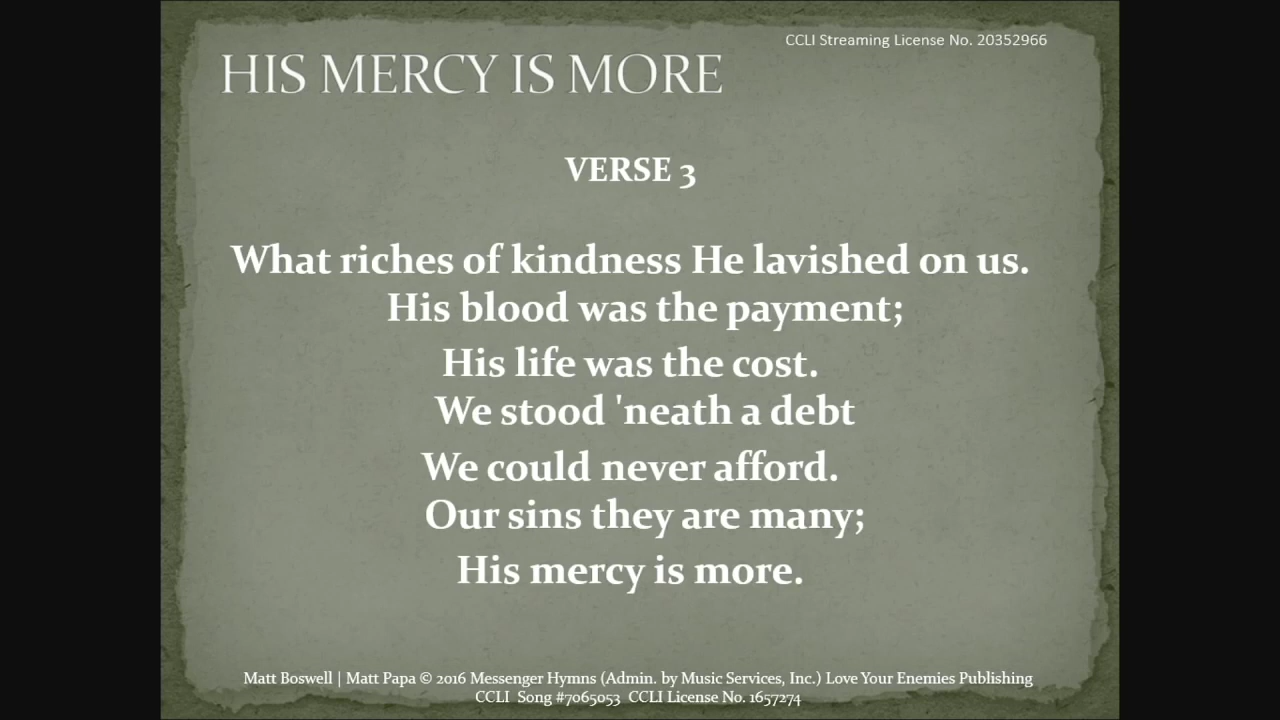 CCLI Streaming License No. 20352966
HIS MERCY IS MORE
VERSE 3
What riches of kindness He lavished on us.
His blood was the payment;
His life was the cost.
We stood 'neath a debt
We could never afford.
Our sins they are many;
His mercy is more.
Matt Boswell | Matt Papa © 2016 Messenger Hymns (Admin. by Music Services, Inc.) Love Your Enemies Publishing
CCLI Song #7065053 CCLI License No. 1657274